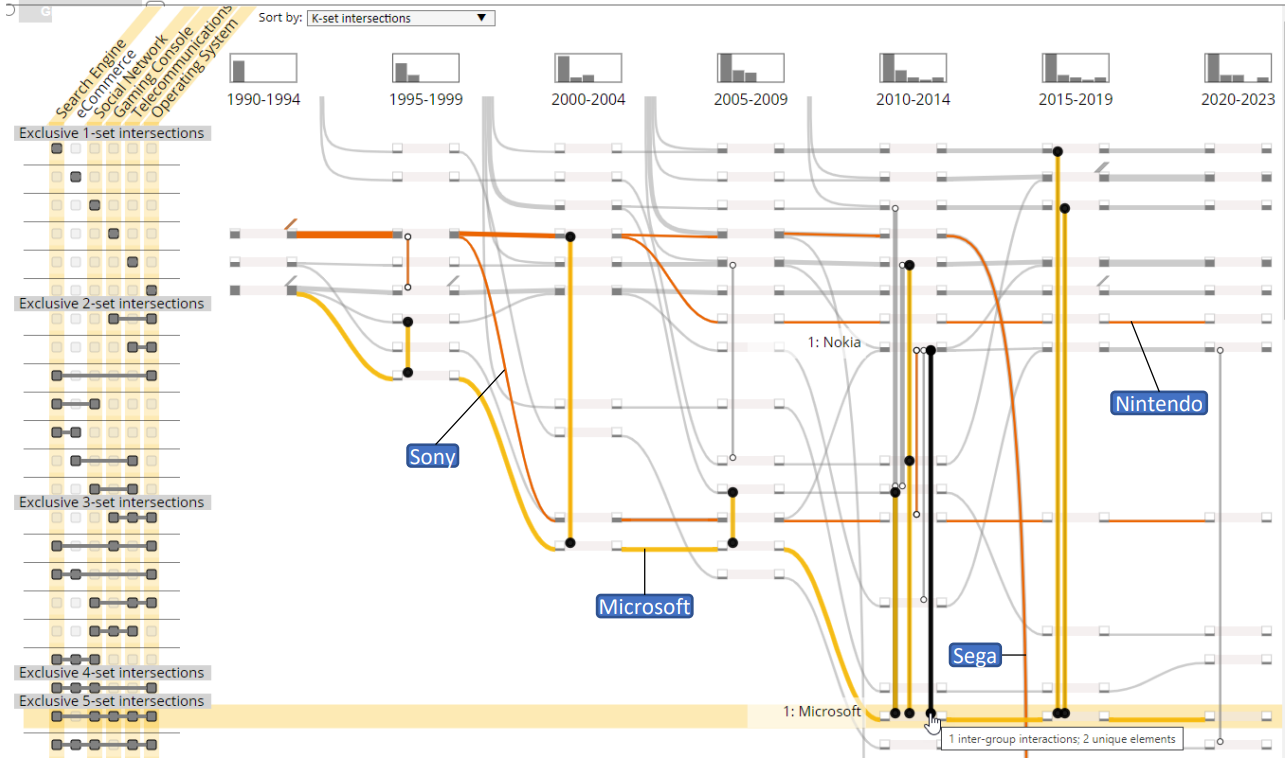 G
Sort by: K-set intersections ▼
Search Engine
eCommerce
Social Network
Gaming Console
Telecommunications
Operating System
1990-1994
1995-1999
2000-2004
2005-2009
2010-2014
2015-2019
2020-2023
Exclusive 1-set intersections
Exclusive 2-set intersections
1: Nokia
Nintendo
Sony
Exclusive 3-set intersections
Microsoft
Sega
Exclusive 4-set intersections
Exclusive 5-set intersections
1: Microsoft
1 inter-group interactions; 2 unique elements